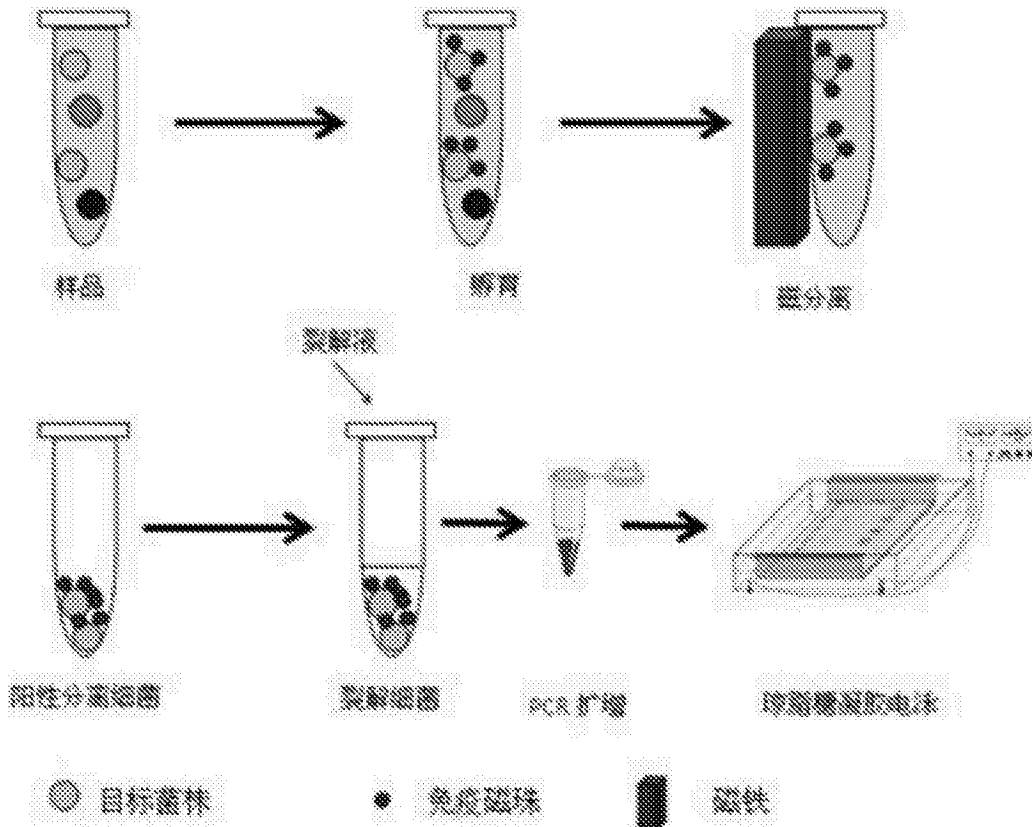 样品
孵育
磁分离
裂解液
阳性分离细菌
裂解细菌
PCR 扩增
琼脂糖凝胶电泳
目标菌株
免疫磁珠
磁铁